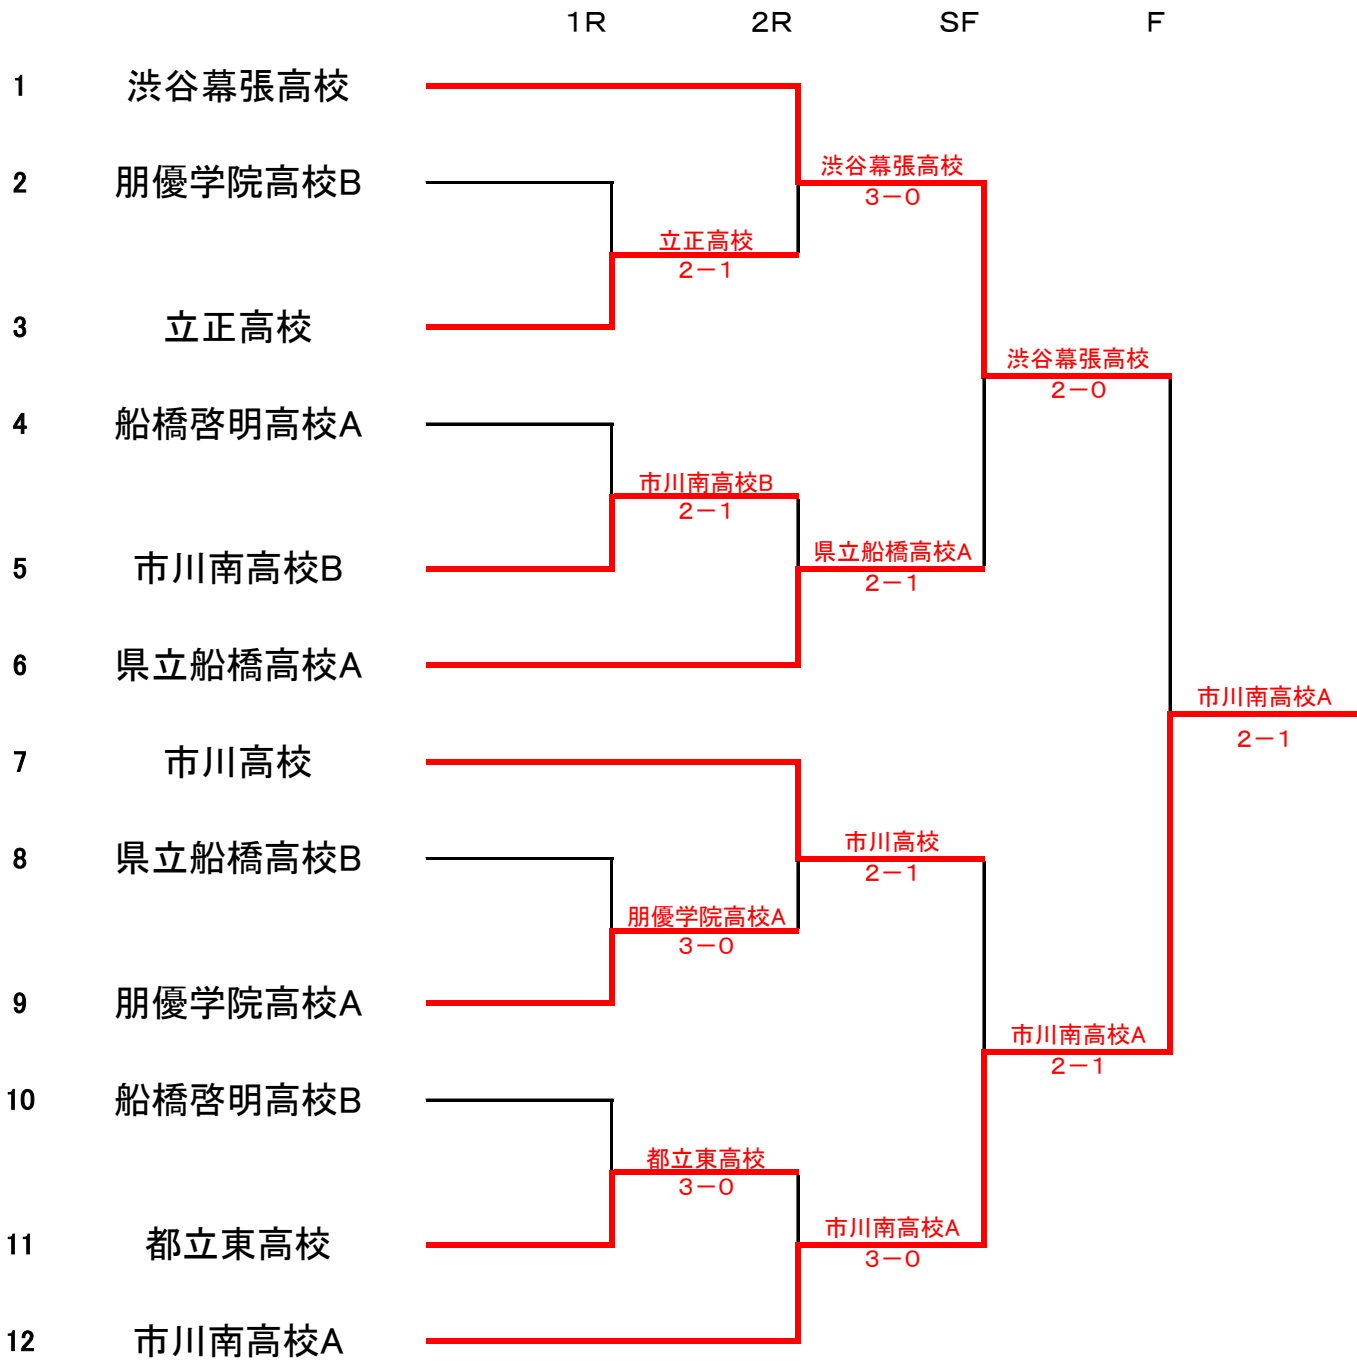 1R 2R SF F
1 渋谷幕張高校
渋谷幕張高校
2 朋優学院高校B
3-0
立正高校
2-1
3 立正高校
渋谷幕張高校
2-0
4 船橋啓明高校A
市川南高校B
2-1
県立船橋高校A
5 市川南高校B
2-1
6 県立船橋高校A
市川南高校A
2-1
7 市川高校
市川高校
8 県立船橋高校B
2-1
朋優学院高校A
3-0
9 朋優学院高校A
市川南高校A
2-1
10 船橋啓明高校B
都立東高校
3-0
市川南高校A
11 都立東高校
3-0
12 市川南高校A